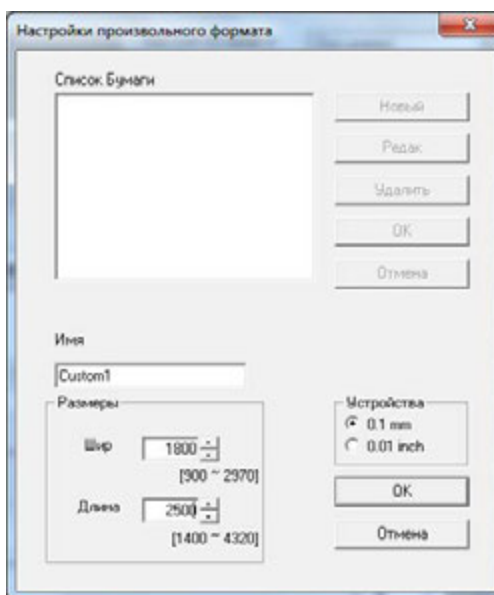 Настройки произвольного формата
Список Бумаги
Новый
Редак
Удалить
OK
Отмена
Имя
Custom1
Размеры
Шир
1800
[900 ~ 2970]
Длина
2500
[1400 ~ 4320]
Устройства
0.1 mm
0.01 inch
OK
Отмена